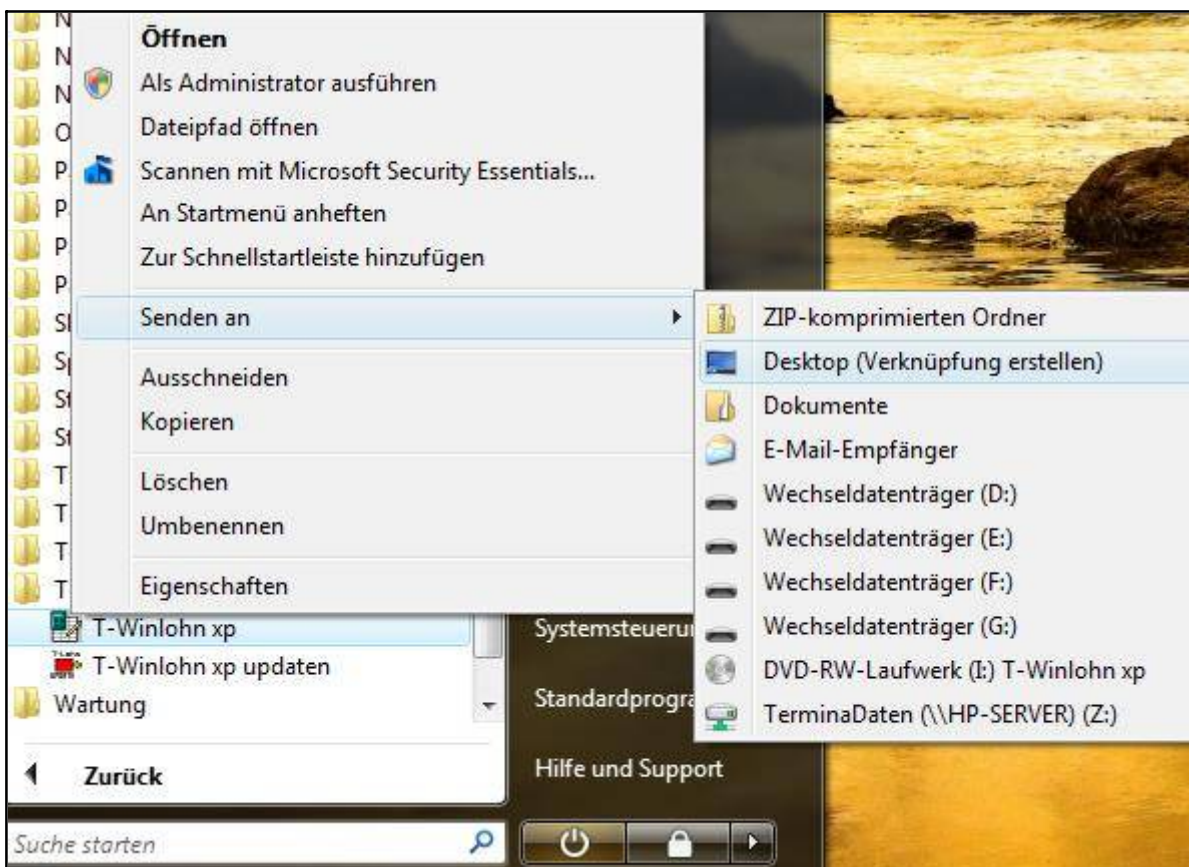 Öffnen
Als Administrator ausführen
Dateipfad öffnen
Scannen mit Microsoft Security Essentials...
An Startmenü anheften
Zur Schnellstartleiste hinzufügen
Senden an
Ausschneiden
Kopieren
Löschen
Umbenennen
Eigenschaften
ZIP-komprimierten Ordner
Desktop (Verknüpfung erstellen)
Dokumente
E-Mail-Empfänger
Wechseldatenträger (D:)
Wechseldatenträger (E:)
Wechseldatenträger (F:)
Wechseldatenträger (G:)
DVD-RW-Laufwerk (I:) T-Winlohn xp
TerminaDaten (\\HP-SERVER) (Z:)
N
N
N
O
P
P
P
P
T
T
T
T
T-Winlohn xp
T-Winlohn xp updaten
Wartung
Zurück
Suche starten
Hilfe und Support